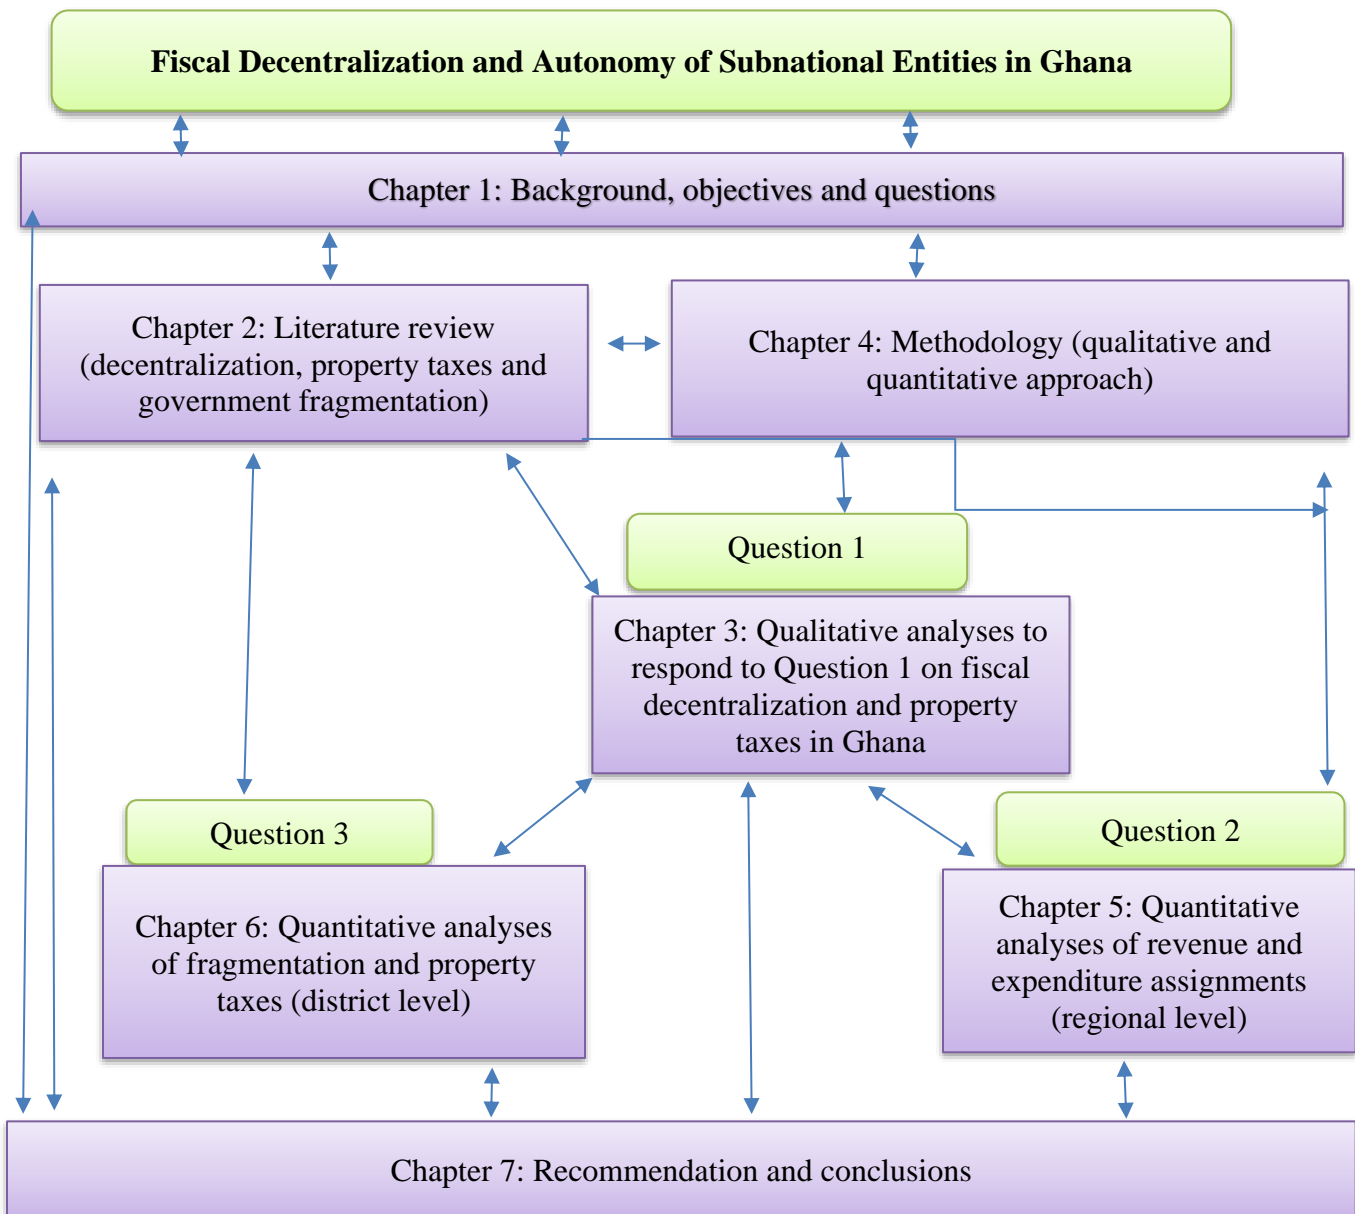 Fiscal Decentralization and Autonomy of Subnational Entities in Ghana
Chapter 1: Background, objectives and questions
Chapter 2: Literature review
(decentralization, property taxes and
government fragmentation)
Chapter 4: Methodology (qualitative and
quantitative approach)
Question 1
Chapter 3: Qualitative analyses to
respond to Question 1 on fiscal
decentralization and property
taxes in Ghana
Question 3
Chapter 6: Quantitative analyses
of fragmentation and property
taxes (district level)
Question 2
Chapter 5: Quantitative
analyses of revenue and
expenditure assignments
(regional level)
Chapter 7: Recommendation and conclusions